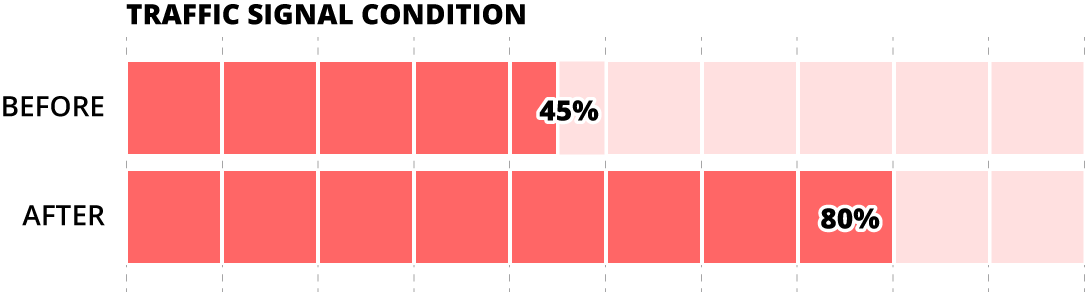 TRAFFIC SIGNAL CONDITION
BEFORE
45%
AFTER
80%